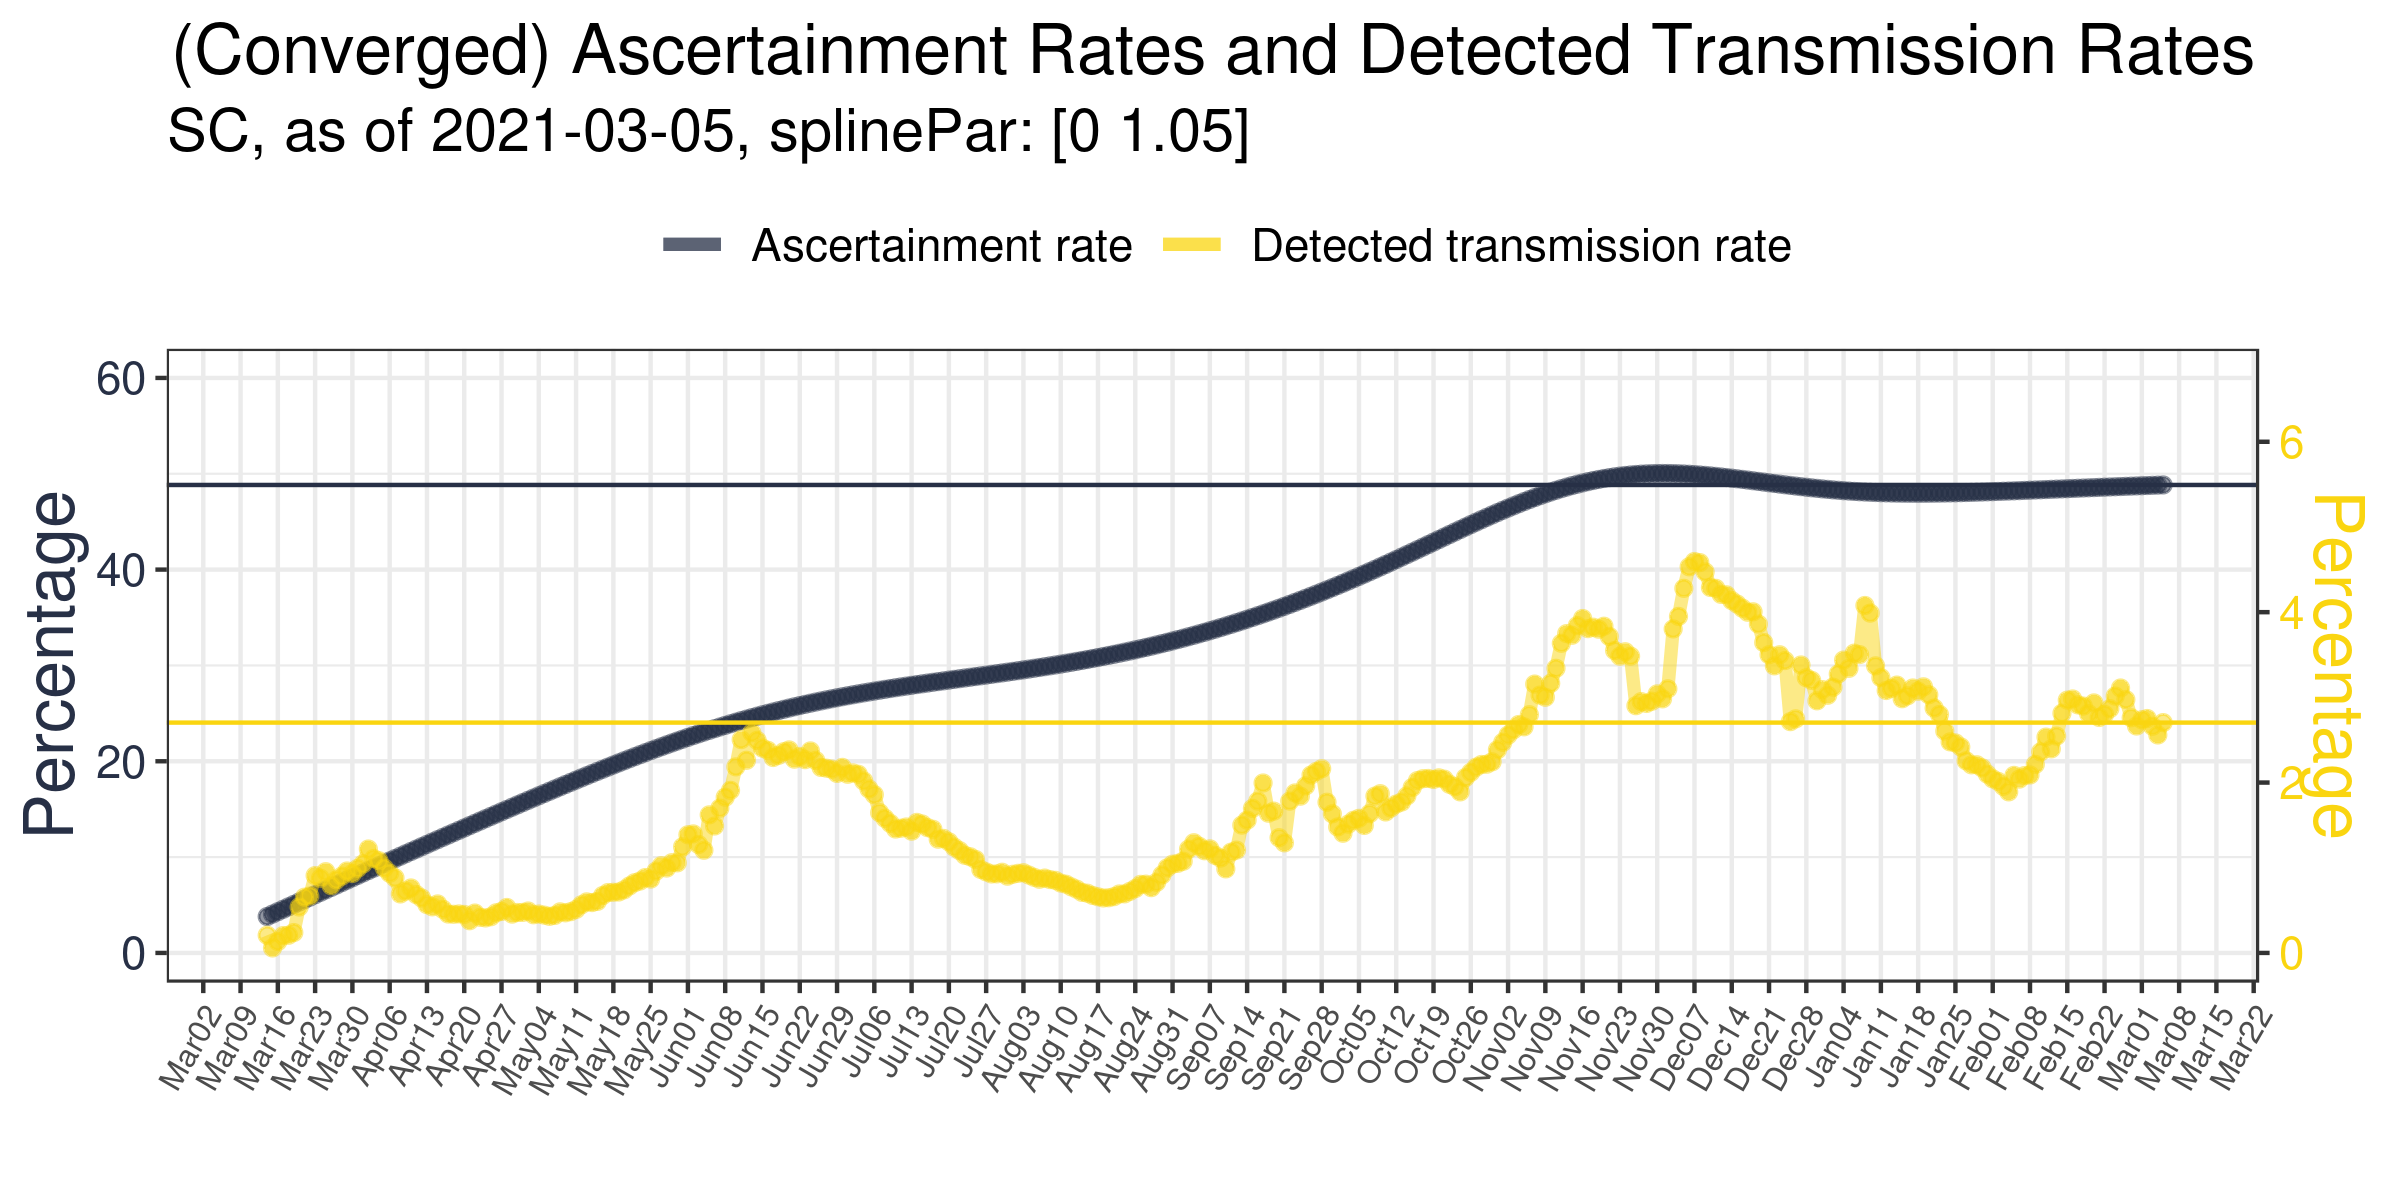 (Converged) Ascertainment Rates and Detected Transmission Rates
SC, as of 2021-03-05, splinePar: [0 1.05]
Ascertainment rate Detected transmission rate
Percentage
60
40
20
0
6
4
2
0
Percentage
Mar02 Mar09 Mar16 Mar23 Mar30 Apr06 Apr13 Apr20 Apr27 May04 May11 May18 May25 Jun01 Jun08 Jun15 Jun22 Jun29 Jul06 Jul13 Jul20 Jul27 Aug03 Aug10 Aug17 Aug24 Aug31 Sep07 Sep14 Sep21 Sep28 Oct05 Oct12 Oct19 Oct26 Nov02 Nov09 Nov16 Nov23 Nov30 Dec07 Dec14 Dec21 Dec28 Jan04 Jan11 Jan18 Jan25 Feb01 Feb08 Feb15 Feb22 Mar01 Mar08 Mar15 Mar22